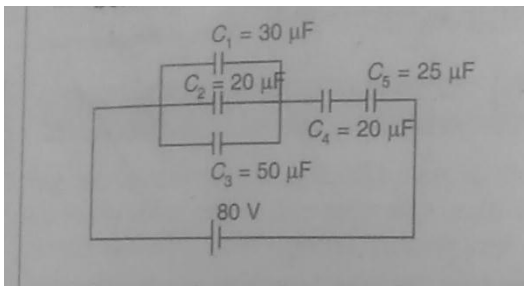 C₁ = 30 μF
C₂ = 20 μF
C₅ = 25 μF
C₄ = 20 μF
C₃ = 50 μF
80 V